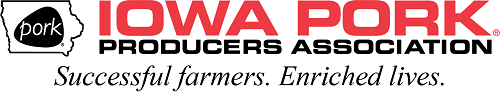 pork
IOWA PORK®
PRODUCERS ASSOCIATION
Successful farmers. Enriched lives.